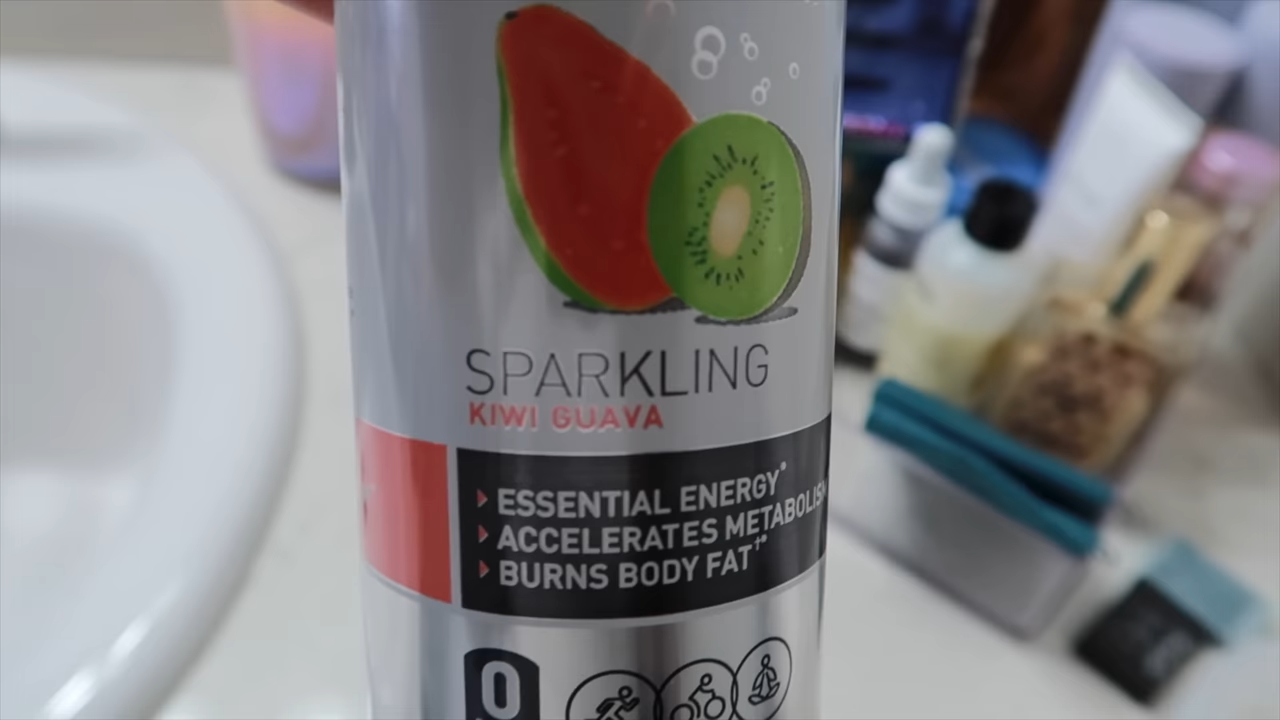 SPARKLING
KIWI GUAVA
ESSENTIAL ENERGY*
ACCELERATES METABOLISM
BURNS BODY FAT†*
0